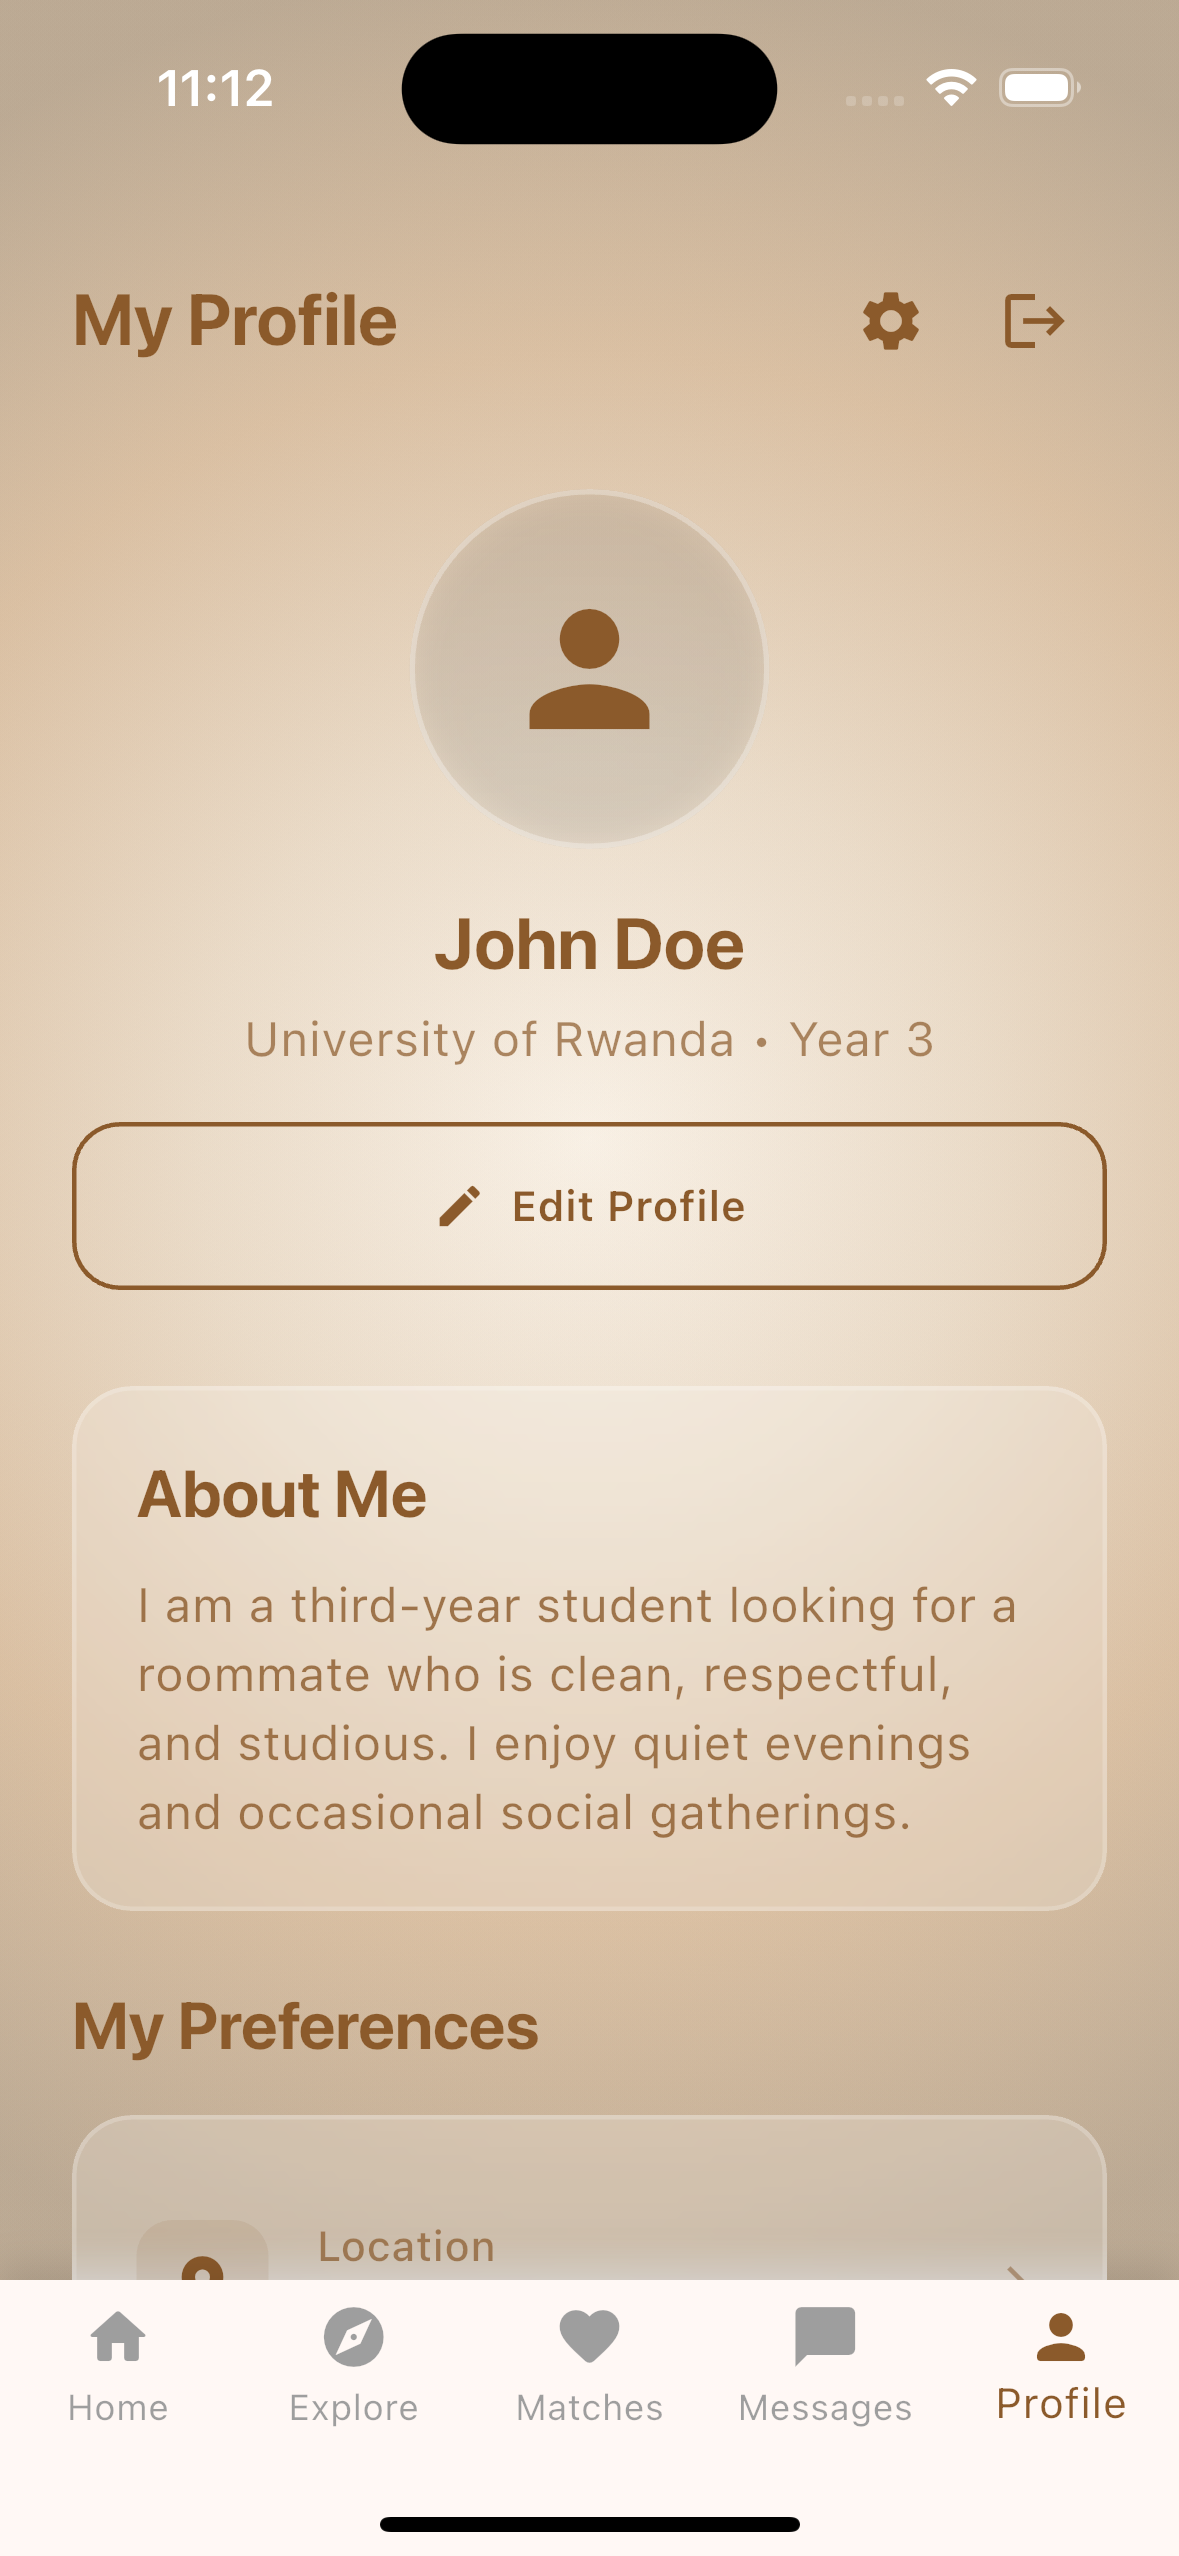 11:12
My Profile
John Doe
University of Rwanda • Year 3
Edit Profile
About Me
I am a third-year student looking for a
roommate who is clean, respectful,
and studious. I enjoy quiet evenings
and occasional social gatherings.
My Preferences
Location
Home
Explore
Matches
Messages
Profile